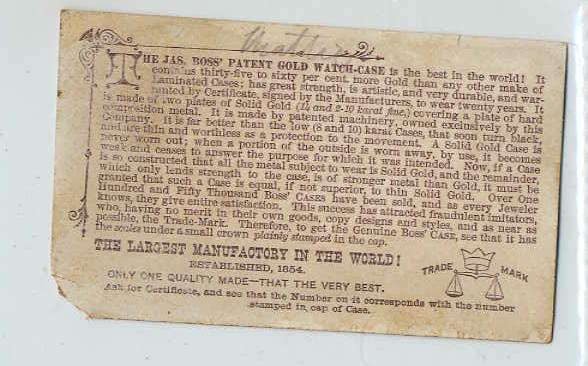 THE JAS. BOSS' PATENT GOLD WATCH-CASE is the best in the world! It
contains thirty-five to sixty per cent. more Gold than any other make of
Laminated Cases; has great strength, is artistic, and very durable, and war-
ranted by Certificate, signed by the Manufacturers, to wear twenty years. It
is made of two plates of Solid Gold (14 and 2-10 karat fine,) covering a plate of hard
composition metal. It is made by patented machinery, owned exclusively by this
Company. It is far better than the low (8 and 10) karat Cases, that soon turn black,
and are thin and worthless as a protection to the movement. A Solid Gold Case is
never worn out; when a portion of the outside is worn away, by use, it becomes
weak and ceases to answer the purpose for which it was intended. Now, if a Case
is so constructed that all the metal subject to wear is Solid Gold, and the remainder,
which only lends strength to the case, is of stronger metal than Gold, it must be
granted that such a Case is equal, if not superior, to thin Solid Gold. Over One
Hundred and Fifty Thousand BOSS' CASES have been sold, and as every Jeweler
knows, they give entire satisfaction. This success has attracted fraudulent imitators,
who, having no merit in their own goods, copy designs and styles, and as near as
possible, the Trade-Mark. Therefore, to get the Genuine BOSS' CASE, see that it has
the scales under a small crown plainly stamped in the cap.
THE LARGEST MANUFACTORY IN THE WORLD!
ESTABLISHED, 1854.
TRADE MARK
ONLY ONE QUALITY MADE—THAT THE VERY BEST.
Ask for Certificate, and see that the Number on it corresponds with the number
stamped in cap of Case.